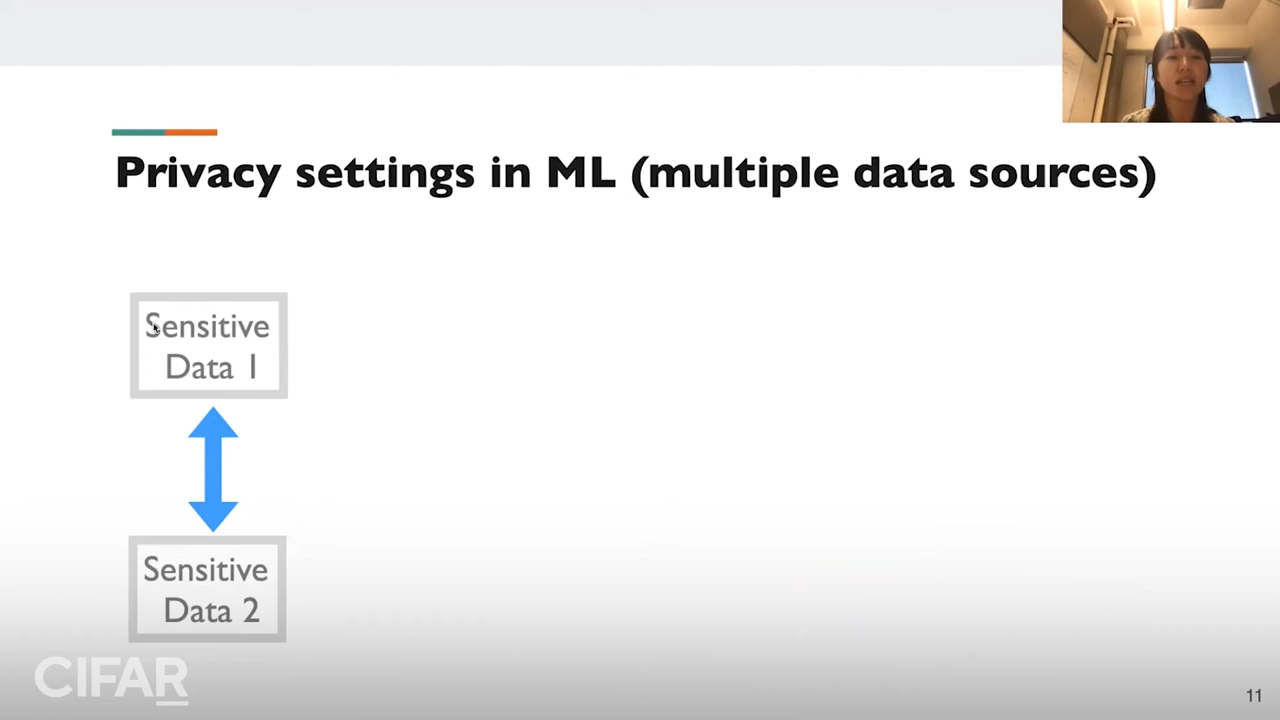 Privacy settings in ML (multiple data sources)
Sensitive
Data 1
Sensitive
Data 2
CIFAR
11